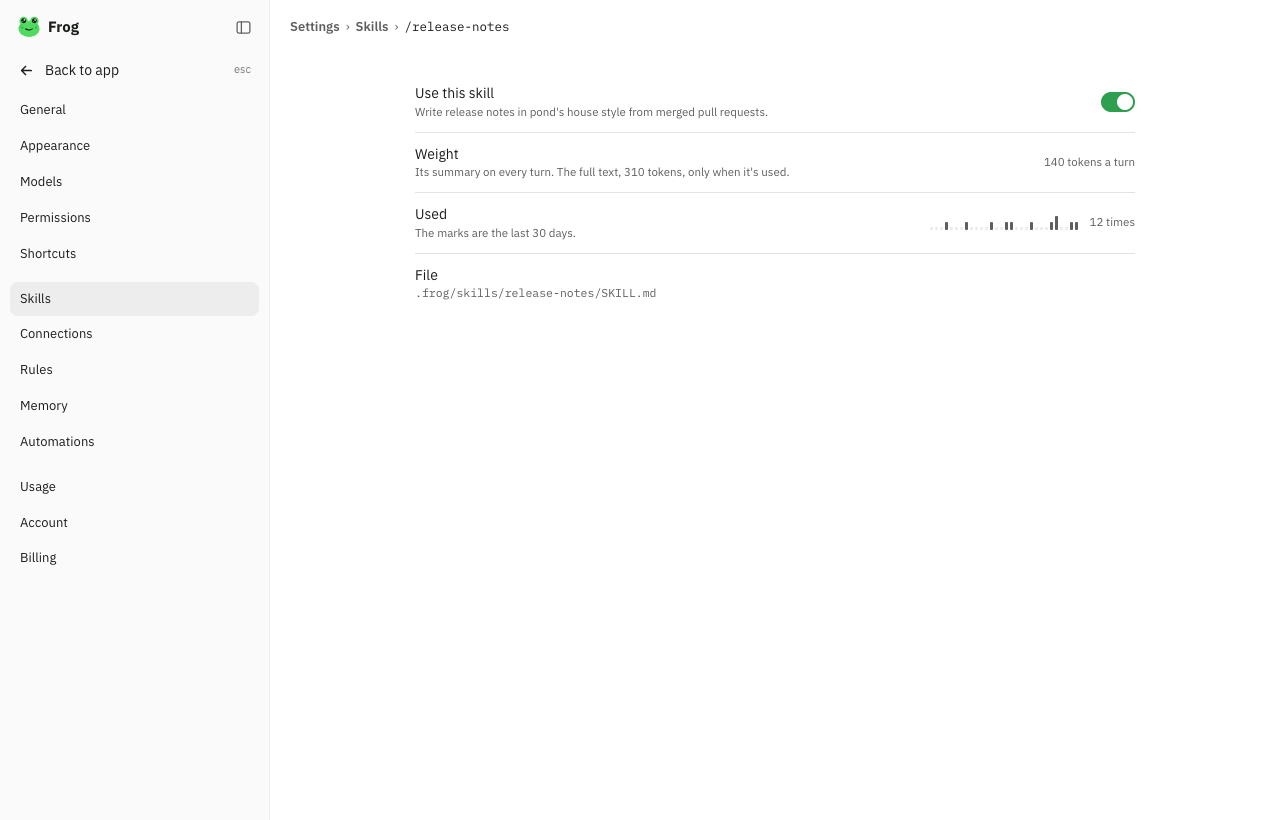 Frog
Back to app
esc
General
Appearance
Models
Permissions
Shortcuts
Skills
Connections
Rules
Memory
Automations
Usage
Account
Billing
Settings › Skills › /release-notes
Use this skill
Write release notes in pond's house style from merged pull requests.
Weight
Its summary on every turn. The full text, 310 tokens, only when it's used.
140 tokens a turn
Used
The marks are the last 30 days.
12 times
File
.frog/skills/release-notes/SKILL.md